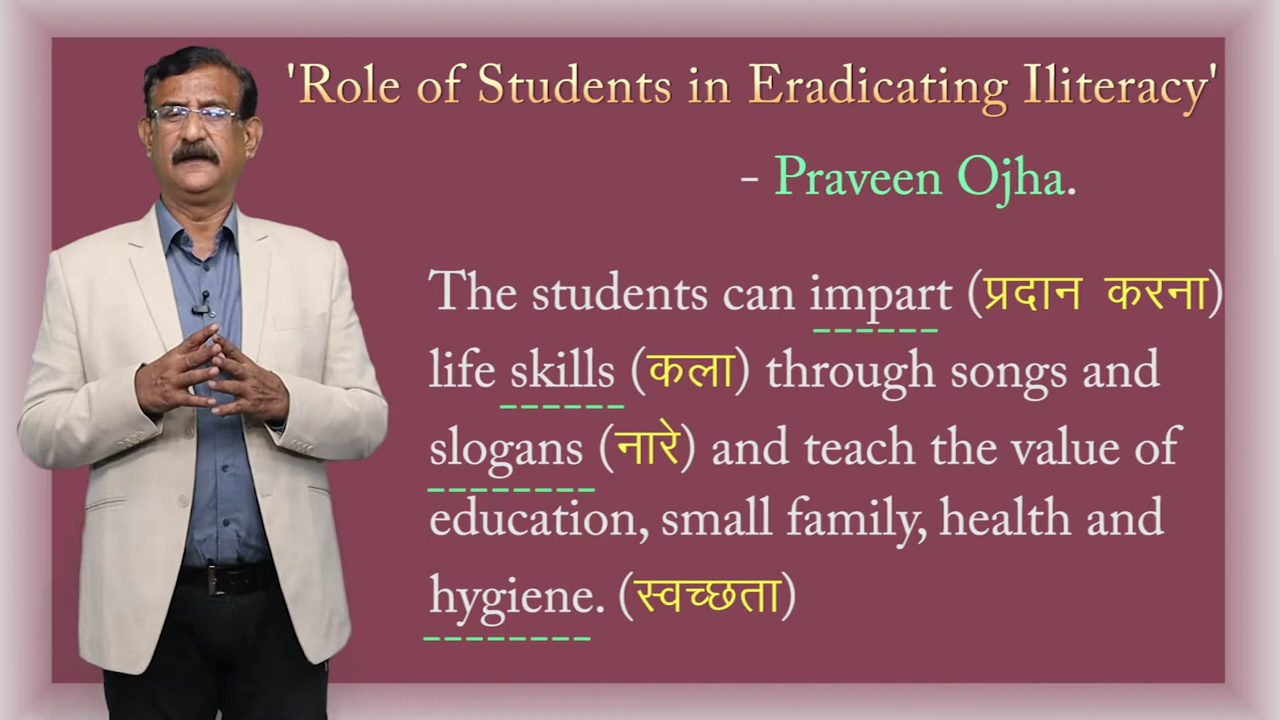 'Role of Students in Eradicating Iliteracy'
- Praveen Ojha.
The students can impart (प्रदान करना)
life skills (कला) through songs and
slogans (नारे) and teach the value of
education, small family, health and
hygiene. (स्वच्छता)